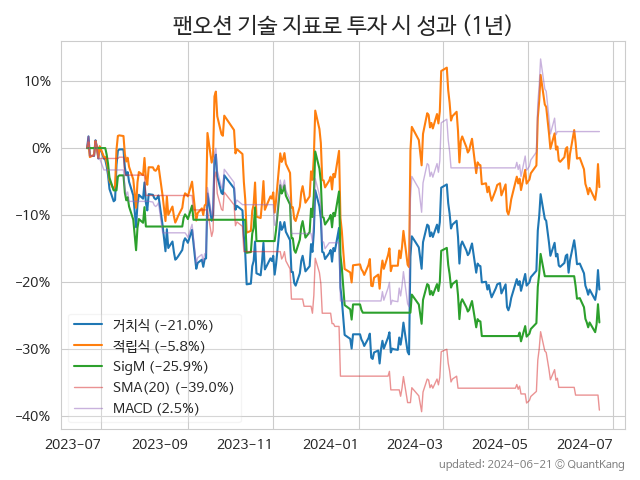 팬오션 기술 지표로 투자 시 성과 (1년)
10%
0%
−10%
−20%
−30%
−40%
거치식 (−21.0%)
적립식 (−5.8%)
SigM (−25.9%)
SMA(20) (−39.0%)
MACD (2.5%)
2023-07
2023-09
2023-11
2024-01
2024-03
2024-05
2024-07
updated: 2024-06-21 © QuantKang